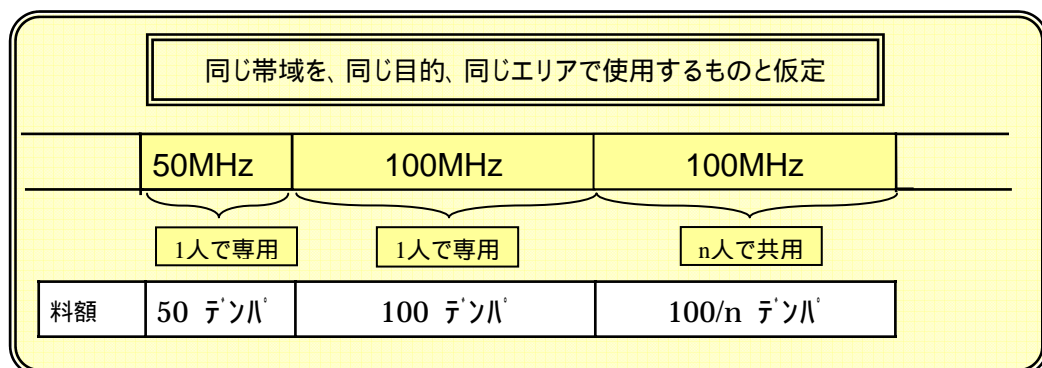 同じ帯域を、同じ目的、同じエリアで使用するものと仮定
50MHz 100MHz 100MHz
1人で専用 1人で専用 n人で共用
料額 50 ﾃﾞﾝﾊﾟ 100 ﾃﾞﾝﾊﾟ 100/n ﾃﾞﾝﾊﾟ